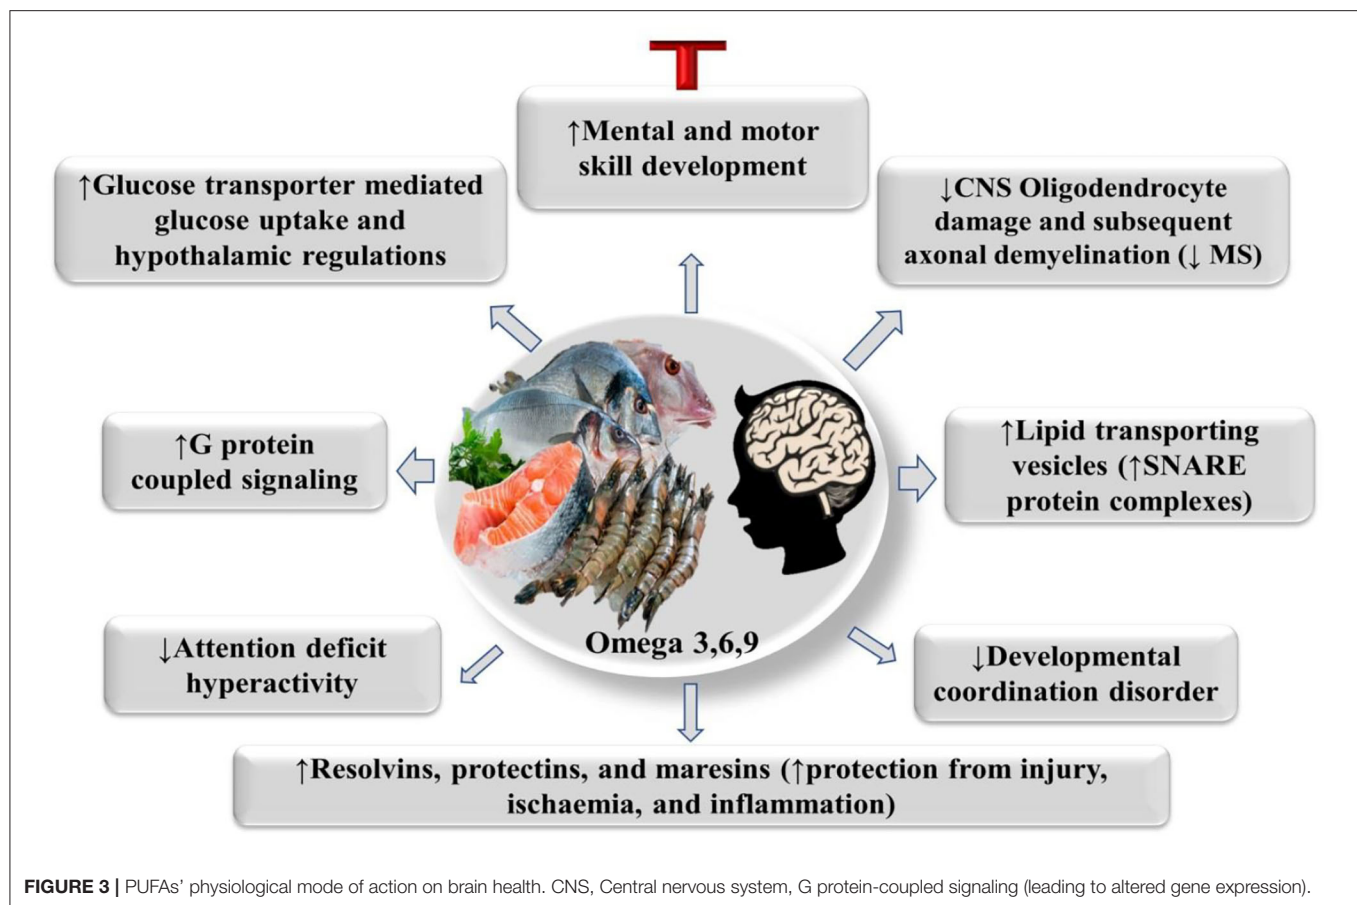 ↑Mental and motor
skill development
↑Glucose transporter mediated
glucose uptake and
hypothalamic regulations
↓CNS Oligodendrocyte
damage and subsequent
axonal demyelination (↓ MS)
↑G protein
coupled signaling
↑Lipid transporting
vesicles (↑SNARE
protein complexes)
Omega 3,6,9
↓Attention deficit
hyperactivity
↓Developmental
coordination disorder
↑Resolvins, protectins, and maresins (↑protection from injury,
ischaemia, and inflammation)
FIGURE 3 | PUFAs’ physiological mode of action on brain health. CNS, Central nervous system, G protein-coupled signaling (leading to altered gene expression).